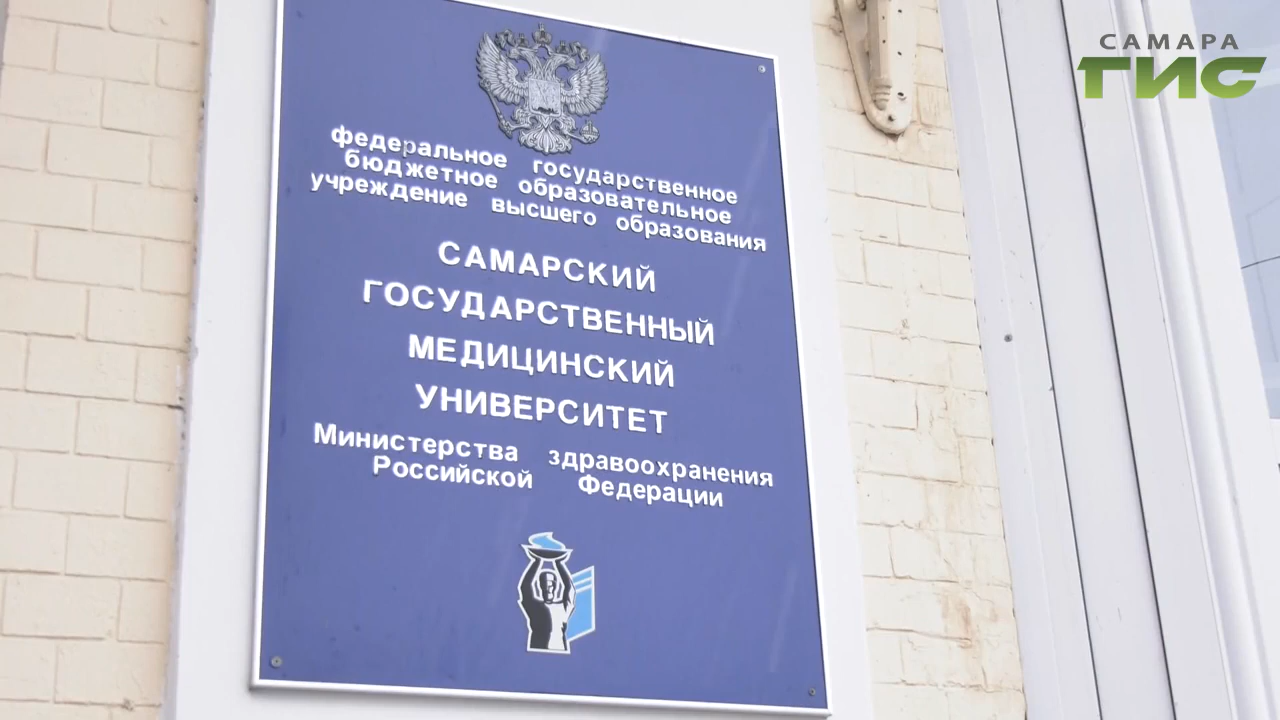 САМАРА
ГИС
федеральное государственное
бюджетное образовательное
учреждение высшего образования
САМАРСКИЙ
ГОСУДАРСТВЕННЫЙ
МЕДИЦИНСКИЙ
УНИВЕРСИТЕТ
Министерства здравоохранения
Российской Федерации